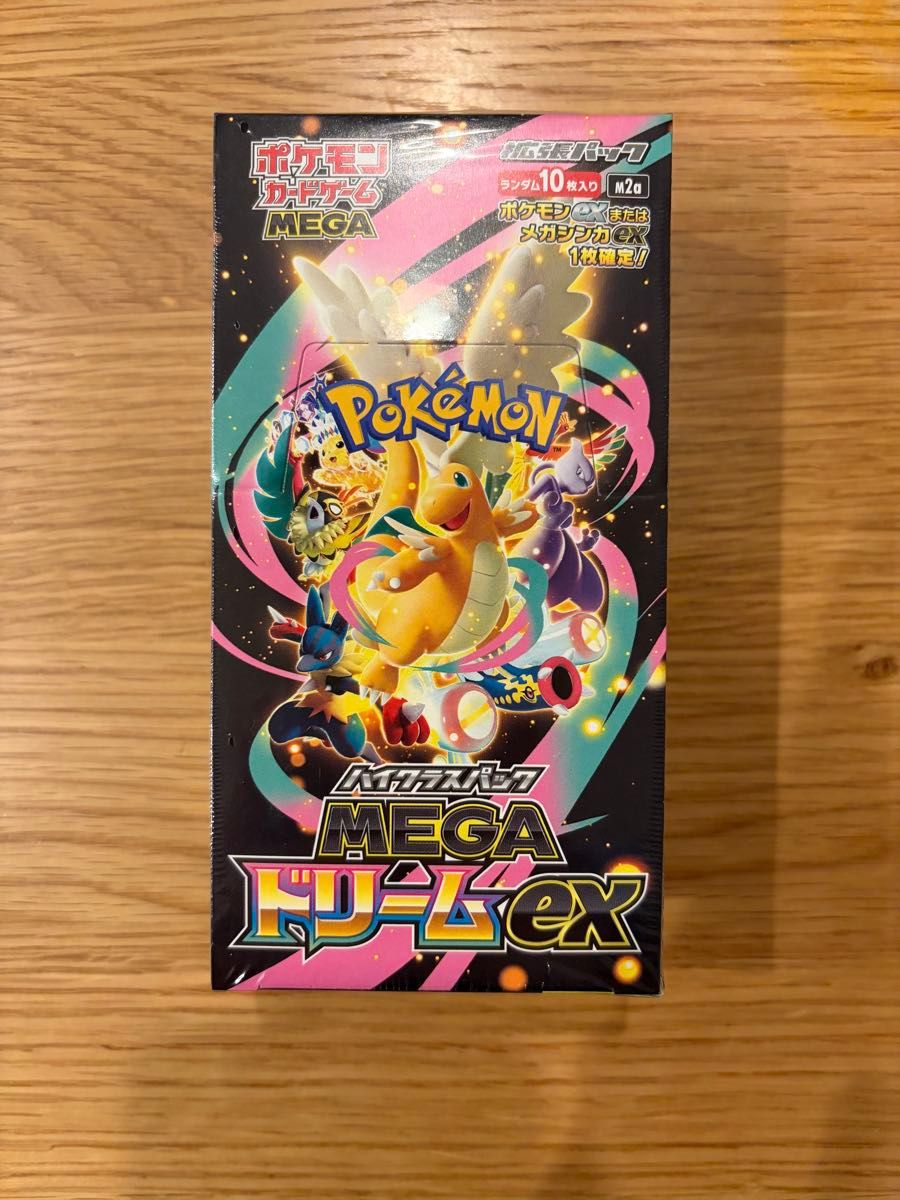 ポケモン
カードゲーム
MEGA
拡張パック
ランダム10枚入り
M2a
ポケモンexまたは
メガシンカex
1枚確定!
POKéMON
TM
ハイクラスパック
MEGA
ドリームex